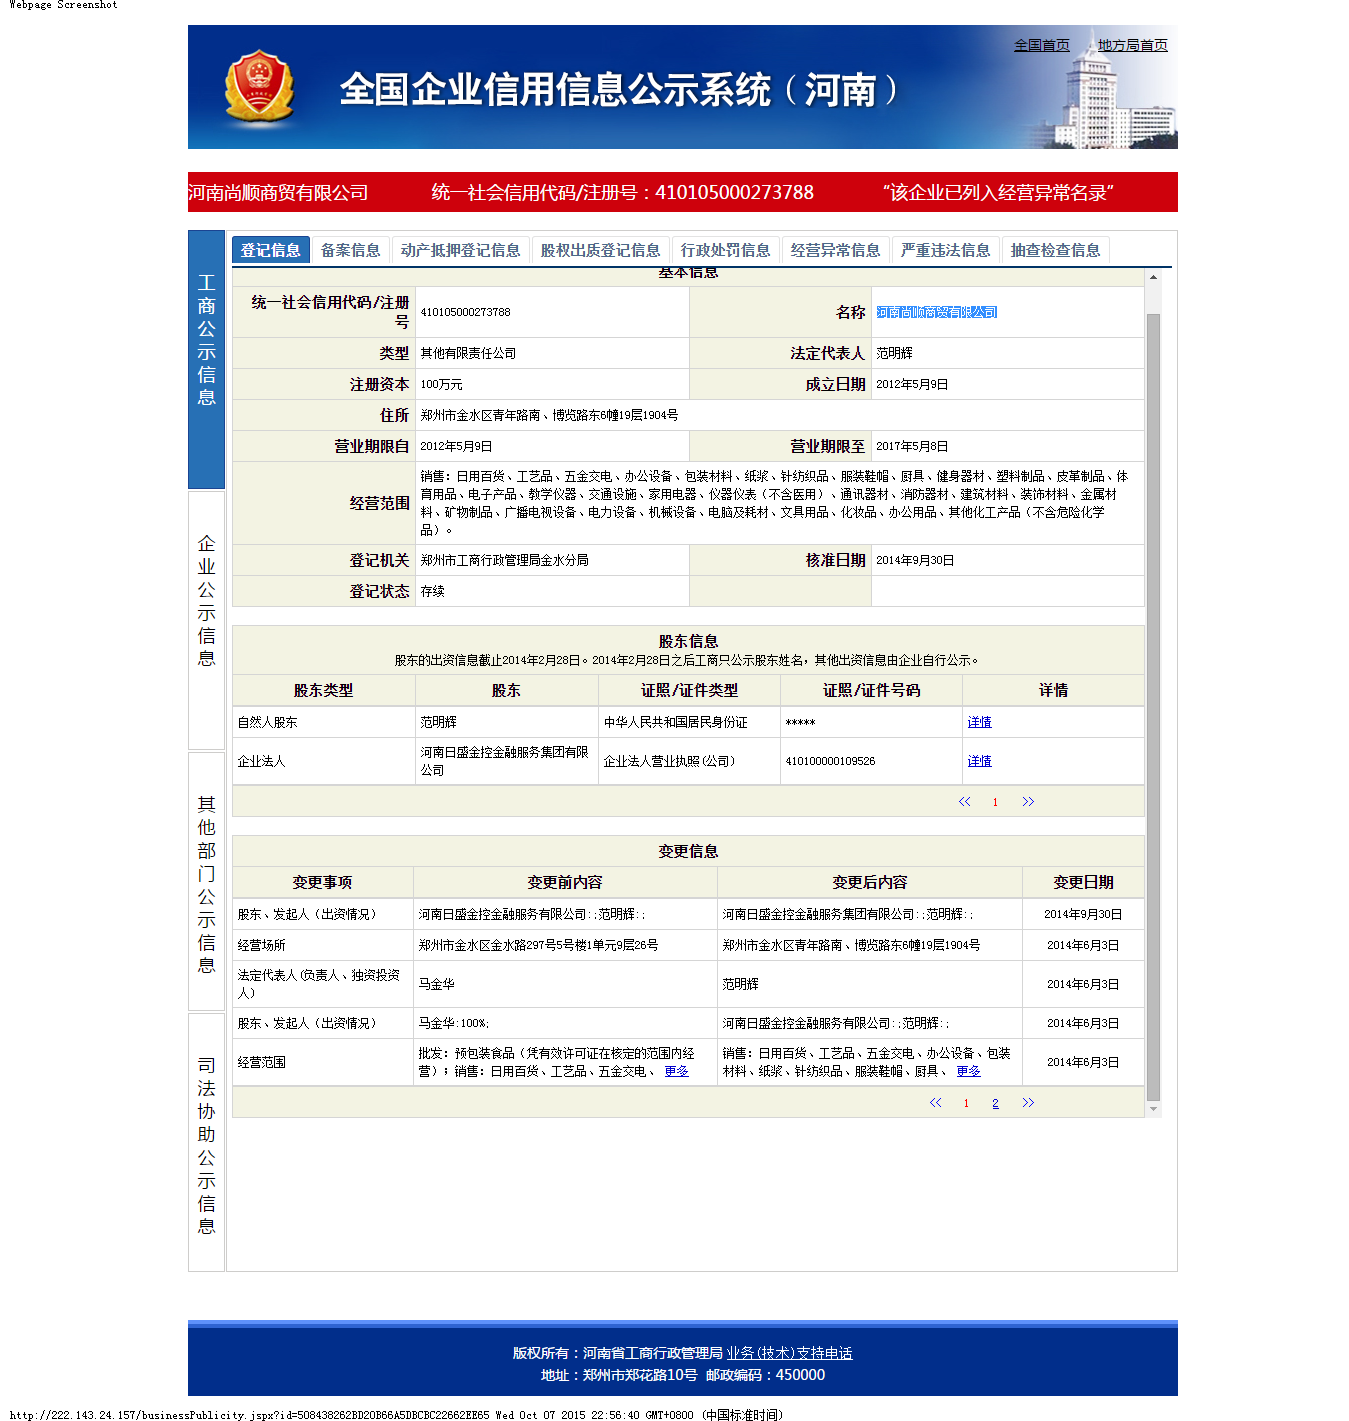 Webpage Screenshot
全国首页 地方局首页
全国企业信用信息公示系统（河南）
河南尚顺商贸有限公司 统一社会信用代码/注册号：410105000273788 “该企业已列入经营异常名录”
工商公示信息
企业公示信息
其他部门公示信息
司法协助公示信息
登记信息 备案信息 动产抵押登记信息 股权出质登记信息 行政处罚信息 经营异常信息 严重违法信息 抽查检查信息
基本信息
统一社会信用代码/注册号 410105000273788 名称 河南尚顺商贸有限公司
类型 其他有限责任公司 法定代表人 范明辉
注册资本 100万元 成立日期 2012年5月9日
住所 郑州市金水区青年路南、博览路东6幢19层1904号
营业期限自 2012年5月9日 营业期限至 2017年5月8日
经营范围 销售：日用百货、工艺品、五金交电、办公设备、包装材料、纸浆、针纺织品、服装鞋帽、厨具、健身器材、塑料制品、皮革制品、体
育用品、电子产品、教学仪器、交通设施、家用电器、仪器仪表（不含医用）、通讯器材、消防器材、建筑材料、装饰材料、金属材
料、矿物制品、广播电视设备、电力设备、机械设备、电脑及耗材、文具用品、化妆品、办公用品、其他化工产品（不含危险化学
品）。
登记机关 郑州市工商行政管理局金水分局 核准日期 2014年9月30日
登记状态 存续
股东信息
股东的出资信息截止2014年2月28日。2014年2月28日之后工商只公示股东姓名，其他出资信息由企业自行公示。
股东类型 股东 证照/证件类型 证照/证件号码 详情
自然人股东 范明辉 中华人民共和国居民身份证 ***** 详情
企业法人 河南日盛金控金融服务集团有限公司 企业法人营业执照(公司) 410100000109526 详情
<< 1 >>
变更信息
变更事项 变更前内容 变更后内容 变更日期
股东、发起人（出资情况） 河南日盛金控金融服务有限公司:;范明辉:; 河南日盛金控金融服务集团有限公司:;范明辉:; 2014年9月30日
经营场所 郑州市金水区金水路297号5号楼1单元9层26号 郑州市金水区青年路南、博览路东6幢19层1904号 2014年6月3日
法定代表人(负责人、独资投资人) 马金华 范明辉 2014年6月3日
股东、发起人（出资情况） 马金华:100%; 河南日盛金控金融服务有限公司:;范明辉:; 2014年6月3日
经营范围 批发：预包装食品（凭有效许可证在核定的范围内经营）；销售：日用百货、工艺品、五金交电、 更多 销售：日用百货、工艺品、五金交电、办公设备、包装材料、纸浆、针纺织品、服装鞋帽、厨具、 更多 2014年6月3日
<< 1 2 >>
版权所有：河南省工商行政管理局 业务(技术)支持电话
地址：郑州市郑花路10号 邮政编码：450000
http://222.143.24.157/businessPublicity.jspx?id=508438262BD20B66A5DBCBC22662EE65 Wed Oct 07 2015 22:56:40 GMT+0800 (中国标准时间)